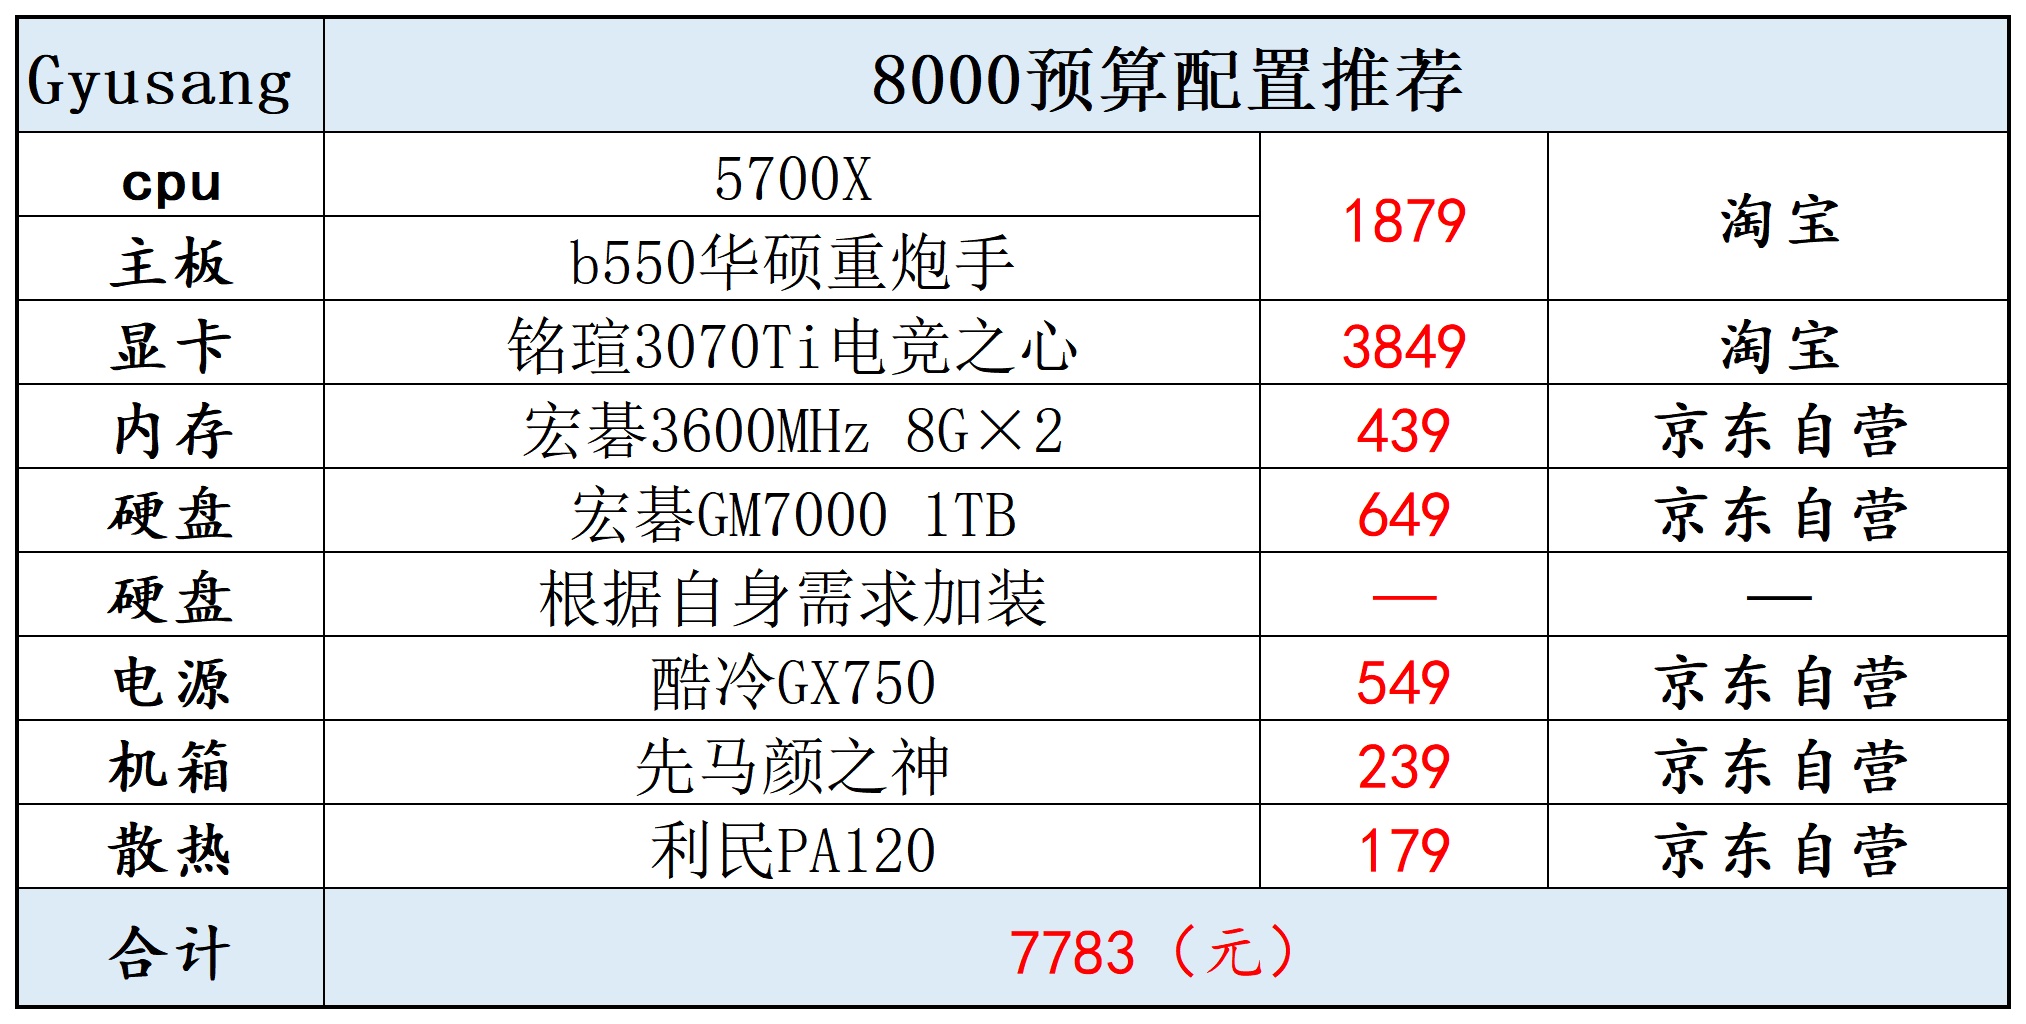 Gyusang 8000预算配置推荐
cpu 5700X 1879 淘宝
主板 b550华硕重炮手
显卡 铭瑄3070Ti电竞之心 3849 淘宝
内存 宏碁3600MHz 8G×2 439 京东自营
硬盘 宏碁GM7000 1TB 649 京东自营
硬盘 根据自身需求加装 — —
电源 酷冷GX750 549 京东自营
机箱 先马颜之神 239 京东自营
散热 利民PA120 179 京东自营
合计 7783（元）